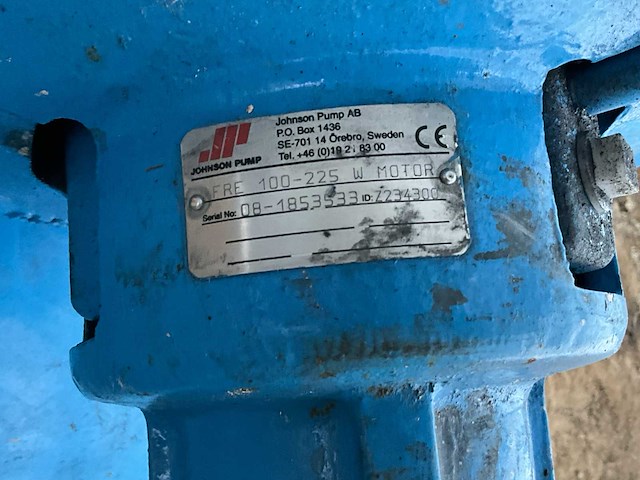 JOHNSON PUMP
Johnson Pump AB
P.O. Box 1436
SE-701 14 Örebro, Sweden
Tel. +46 (0)19 21 83 00
CE
FRE 100-225 W MOTOR
Serial No: 08-1853533 ID: 7234300